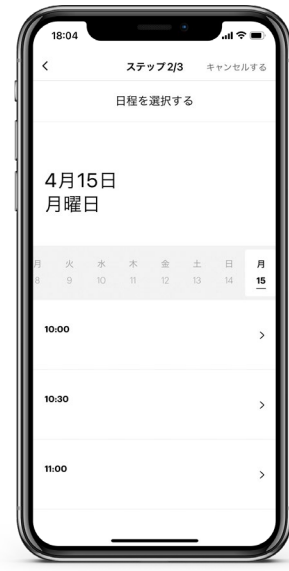 18:04
ステップ 2/3 キャンセルする
日程を選択する
4月15日
月曜日
月 火 水 木 金 土 日 月
8 9 10 11 12 13 14 15
10:00
10:30
11:00